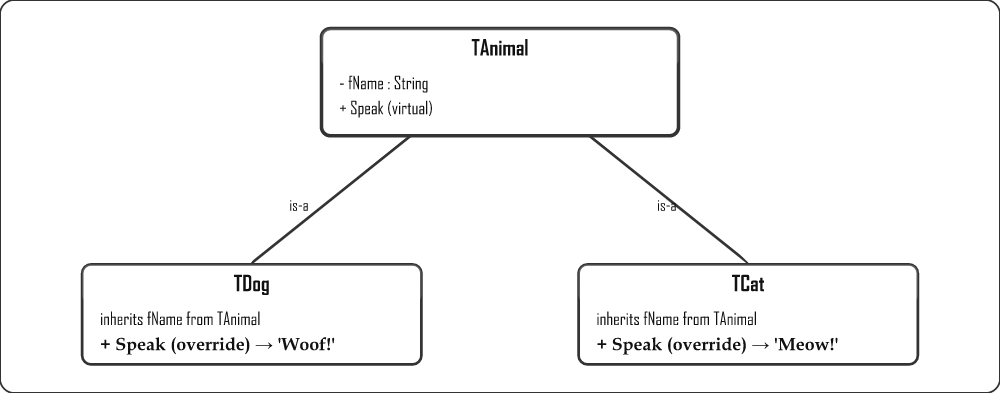 TAnimal
- fName : String
+ Speak (virtual)
is-a
is-a
TDog
inherits fName from TAnimal
+ Speak (override) → 'Woof!'
TCat
inherits fName from TAnimal
+ Speak (override) → 'Meow!'